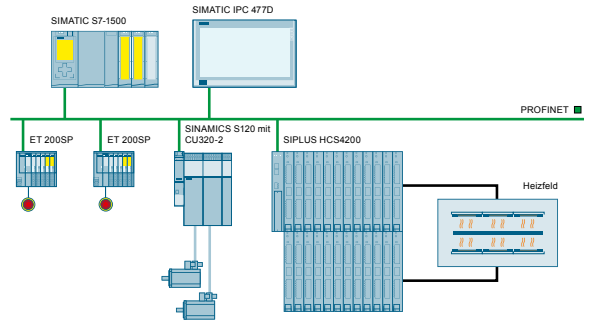 SIMATIC S7-1500
SIMATIC IPC 477D
PROFINET
ET 200SP
ET 200SP
SINAMICS S120 mit
CU320-2
SIPLUS HCS4200
Heizfeld